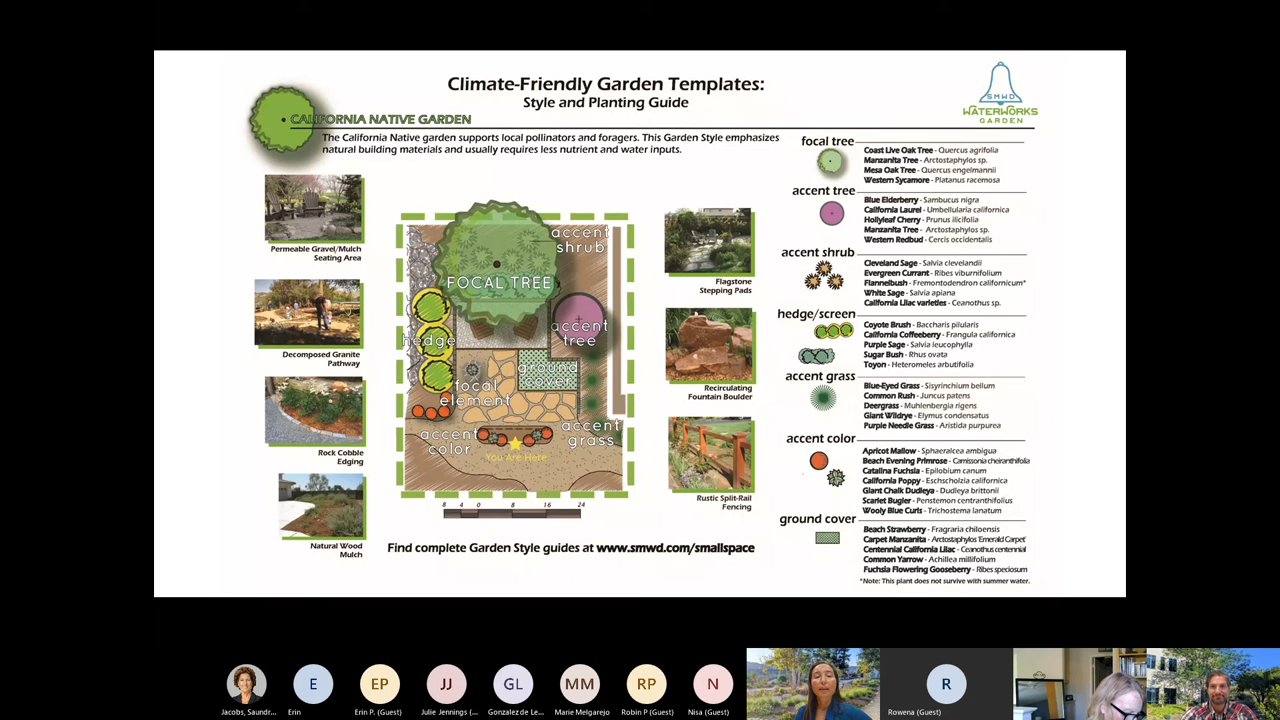 Climate-Friendly Garden Templates:
Style and Planting Guide
SMWD
WATERWORKS
GARDEN
CALIFORNIA NATIVE GARDEN
The California Native garden supports local pollinators and foragers. This Garden Style emphasizes
natural building materials and usually requires less nutrient and water inputs.
Permeable Gravel/Mulch
Seating Area
Decomposed Granite
Pathway
Rock Cobble
Edging
Natural Wood
Mulch
accent
shrub
FOCAL TREE
accent
tree
hedge
ground
cover
focal
element
accent
color
accent
grass
You Are Here
8 4 0 8 16 24
Flagstone
Stepping Pads
Recirculating
Fountain Boulder
Rustic Split-Rail
Fencing
Find complete Garden Style guides at www.smwd.com/smallspace
focal tree
Coast Live Oak Tree - Quercus agrifolia
Manzanita Tree - Arctostaphylos sp.
Mesa Oak Tree - Quercus engelmannii
Western Sycamore - Platanus racemosa
accent tree
Blue Elderberry - Sambucus nigra
California Laurel - Umbellularia californica
Hollyleaf Cherry - Prunus ilicifolia
Manzanita Tree - Arctostaphylos sp.
Western Redbud - Cercis occidentalis
accent shrub
Cleveland Sage - Salvia clevelandii
Evergreen Currant - Ribes viburnifolium
Flannelbush - Fremontodendron californicum*
White Sage - Salvia apiana
California Lilac varieties - Ceanothus sp.
hedge/screen
Coyote Brush - Baccharis pilularis
California Coffeeberry - Frangula californica
Purple Sage - Salvia leucophylla
Sugar Bush - Rhus ovata
Toyon - Heteromeles arbutifolia
accent grass
Blue-Eyed Grass - Sisyrinchium bellum
Common Rush - Juncus patens
Deergrass - Muhlenbergia rigens
Giant Wildrye - Elymus condensatus
Purple Needle Grass - Aristida purpurea
accent color
Apricot Mallow - Sphaeralcea ambigua
Beach Evening Primrose - Camissonia cheiranthifolia
Catalina Fuchsia - Epilobium canum
California Poppy - Eschscholzia californica
Giant Chalk Dudleya - Dudleya brittonii
Scarlet Bugler - Penstemon centranthifolius
Wooly Blue Curls - Trichostema lanatum
ground cover
Beach Strawberry - Fragraria chiloensis
Carpet Manzanita - Arctostaphylos 'Emerald Carpet'
Centennial California Lilac - Ceanothus centennial
Common Yarrow - Achillea millifolium
Fuchsia Flowering Gooseberry - Ribes speciosum
*Note: This plant does not survive with summer water.
E EP JJ GL MM RP N R
Jacobs, Saundr... Erin Erin P. (Guest) Julie Jennings (... Gonzalez de Le... Marie Melgarejo Robin P (Guest) Nisa (Guest) Rowena (Guest)